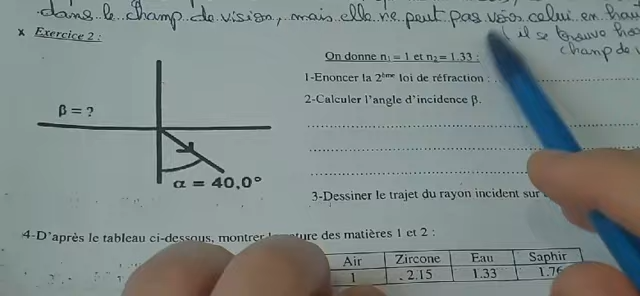 dans le champ de vision, mais elle ne peut pas voir celui en hau
il se trouve ho
champ de v
x Exercice 2 :
On donne n₁ = 1 et n₂ = 1.33 :
1-Enoncer la 2ème loi de réfraction :
β = ?
2-Calculer l'angle d'incidence β.
α = 40,0°
3-Dessiner le trajet du rayon incident sur
4-D'après le tableau ci-dessous, montrer des matières 1 et 2 :
Air Zircone Eau Saphir
1 2.15 1.33 1.76